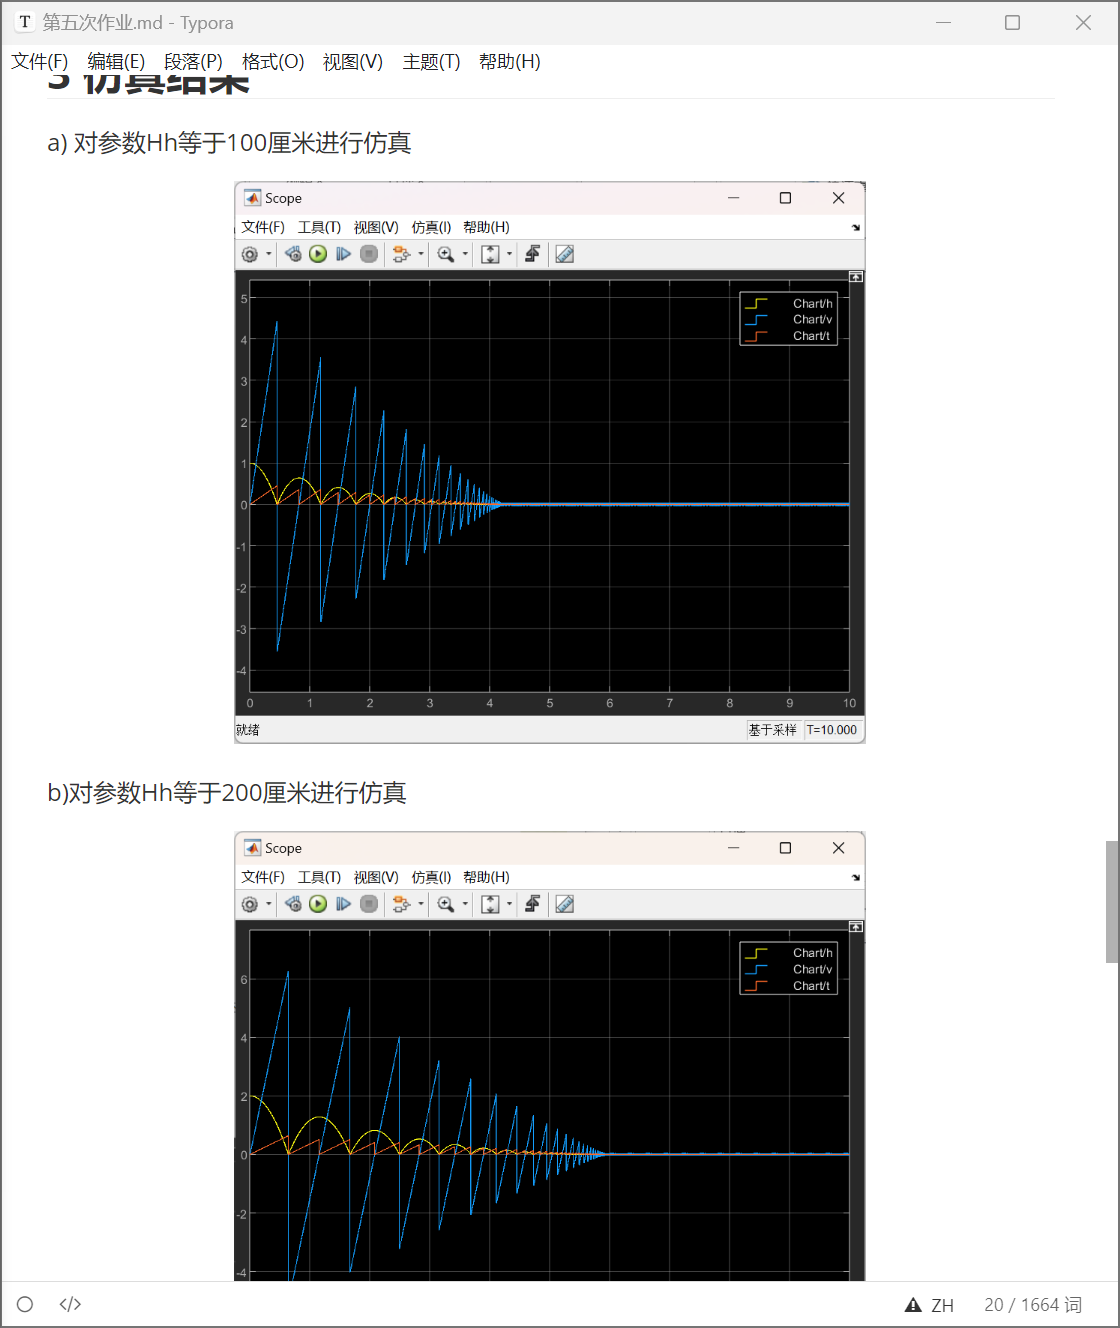 T 第五次作业.md - Typora
文件(F) 编辑(E) 段落(P) 格式(O) 视图(V) 主题(T) 帮助(H)
3 仿真结果
a) 对参数Hh等于100厘米进行仿真
Scope
文件(F) 工具(T) 视图(V) 仿真(I) 帮助(H)
Chart/h
Chart/v
Chart/t
5
4
3
2
1
0
-1
-2
-3
-4
0 1 2 3 4 5 6 7 8 9 10
就绪 基于采样 T=10.000
b)对参数Hh等于200厘米进行仿真
Scope
文件(F) 工具(T) 视图(V) 仿真(I) 帮助(H)
Chart/h
Chart/v
Chart/t
6
4
2
0
-2
-4
</> ZH 20 / 1664 词